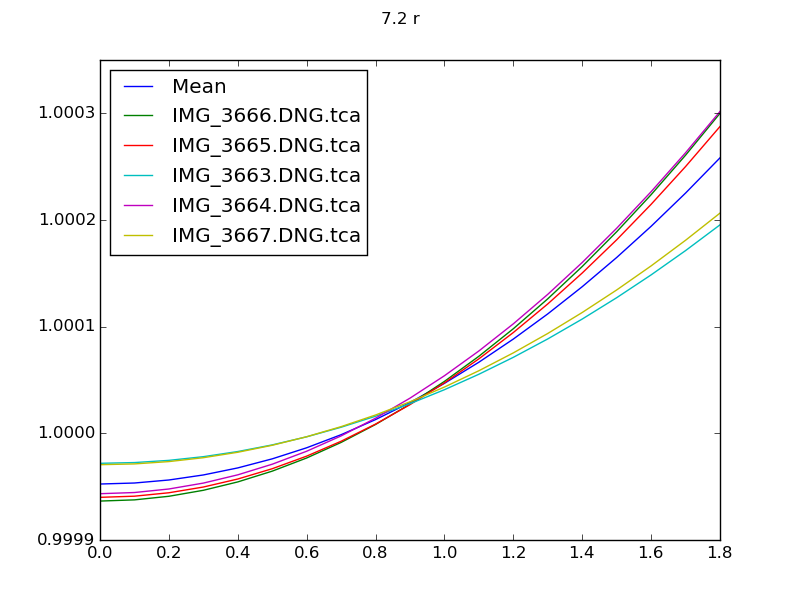 7.2 r
Mean
IMG_3666.DNG.tca
IMG_3665.DNG.tca
IMG_3663.DNG.tca
IMG_3664.DNG.tca
IMG_3667.DNG.tca
1.0003
1.0002
1.0001
1.0000
0.9999
0.0 0.2 0.4 0.6 0.8 1.0 1.2 1.4 1.6 1.8